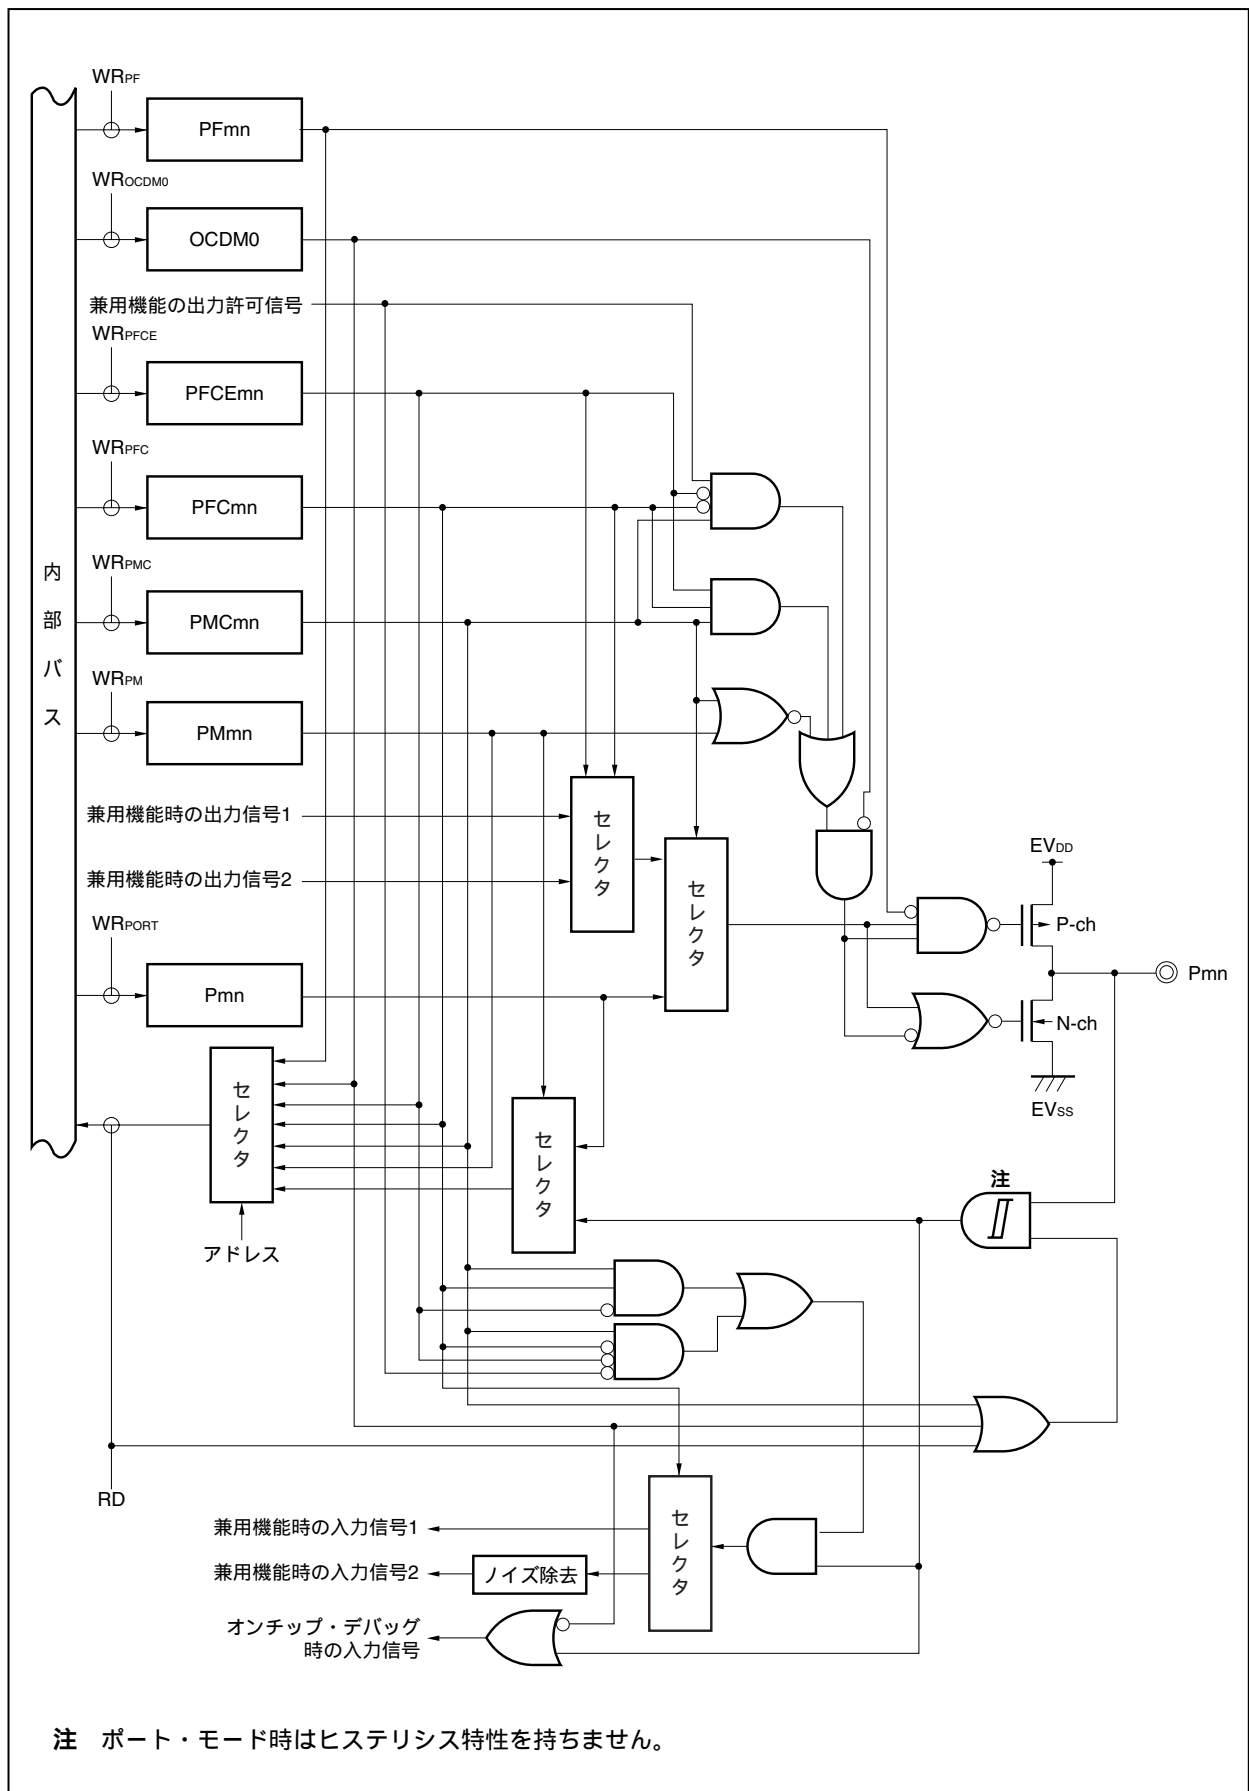 WRPF
PFmn
WROCDM0
OCDM0
兼用機能の出力許可信号
WRPFCE
PFCEmn
WRPFC
PFCmn
WRPMC
PMCmn
内部バス
WRPM
PMmn
兼用機能時の出力信号1
セレクタ
兼用機能時の出力信号2
セレクタ
EVDD
P-ch
WRPORT
Pmn
Pmn
N-ch
EVSS
セレクタ
セレクタ
注
アドレス
RD
兼用機能時の入力信号1
セレクタ
兼用機能時の入力信号2
ノイズ除去
オンチップ・デバッグ
時の入力信号
注 ポート・モード時はヒステリシス特性を持ちません。